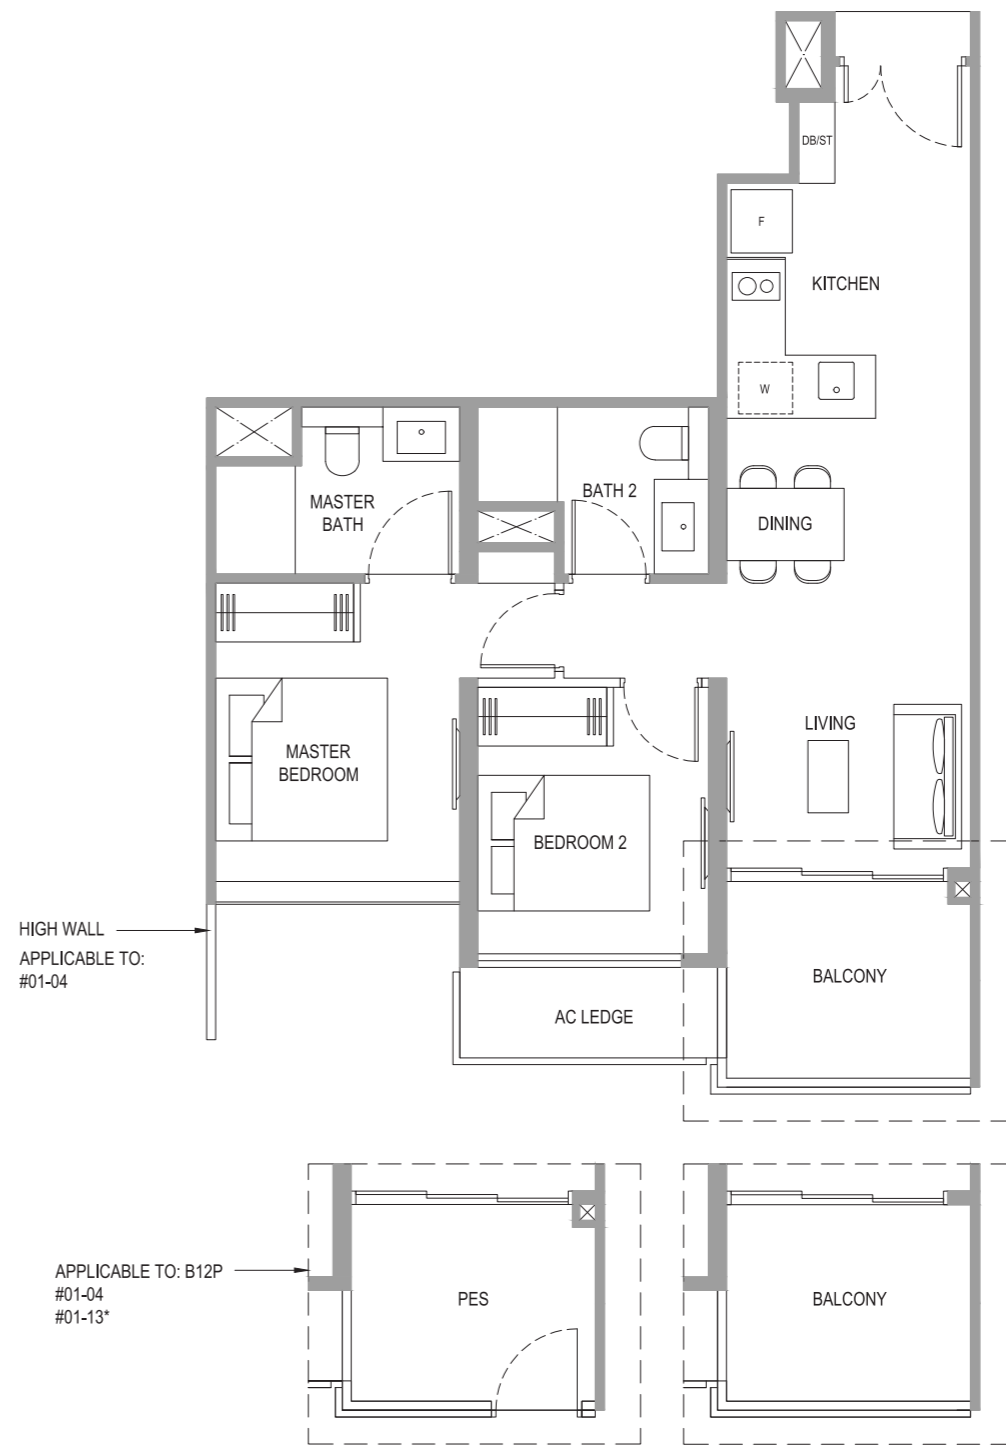 DB/ST
F
KITCHEN
W
MASTER
BATH
BATH 2
DINING
LIVING
MASTER
BEDROOM
BEDROOM 2
HIGH WALL
APPLICABLE TO:
#01-04
BALCONY
AC LEDGE
APPLICABLE TO: B12P
#01-04
#01-13*
PES
BALCONY